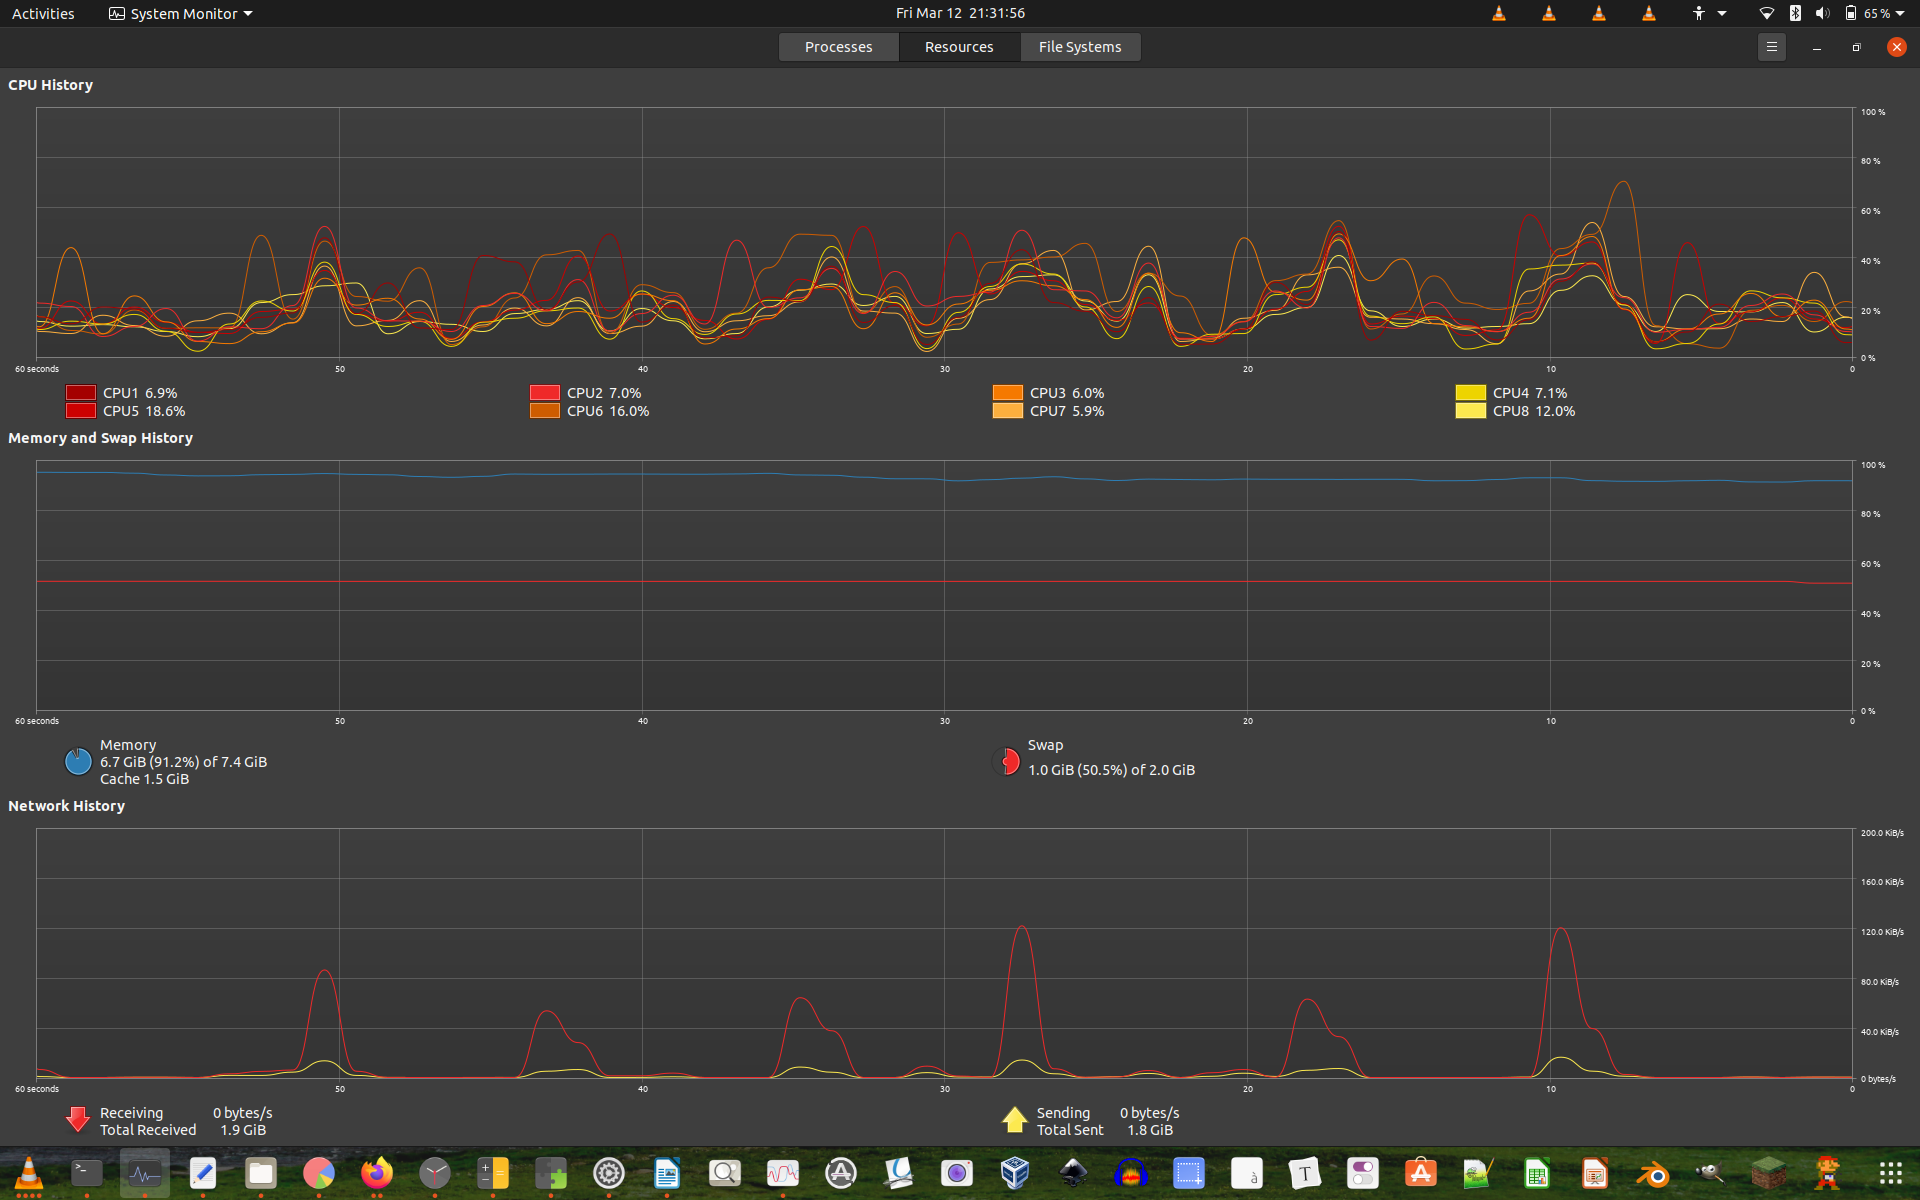 Activities System Monitor Fri Mar 12 21:31:56 65 %
Processes Resources File Systems
CPU History
100 %
80 %
60 %
40 %
20 %
0 %
60 seconds 50 40 30 20 10 0
CPU1 6.9% CPU2 7.0% CPU3 6.0% CPU4 7.1%
CPU5 18.6% CPU6 16.0% CPU7 5.9% CPU8 12.0%
Memory and Swap History
100 %
80 %
60 %
40 %
20 %
0 %
60 seconds 50 40 30 20 10 0
Memory
6.7 GiB (91.2%) of 7.4 GiB
Cache 1.5 GiB
Swap
1.0 GiB (50.5%) of 2.0 GiB
Network History
200.0 KiB/s
160.0 KiB/s
120.0 KiB/s
80.0 KiB/s
40.0 KiB/s
0 bytes/s
60 seconds 50 40 30 20 10 0
Receiving 0 bytes/s
Total Received 1.9 GiB
Sending 0 bytes/s
Total Sent 1.8 GiB